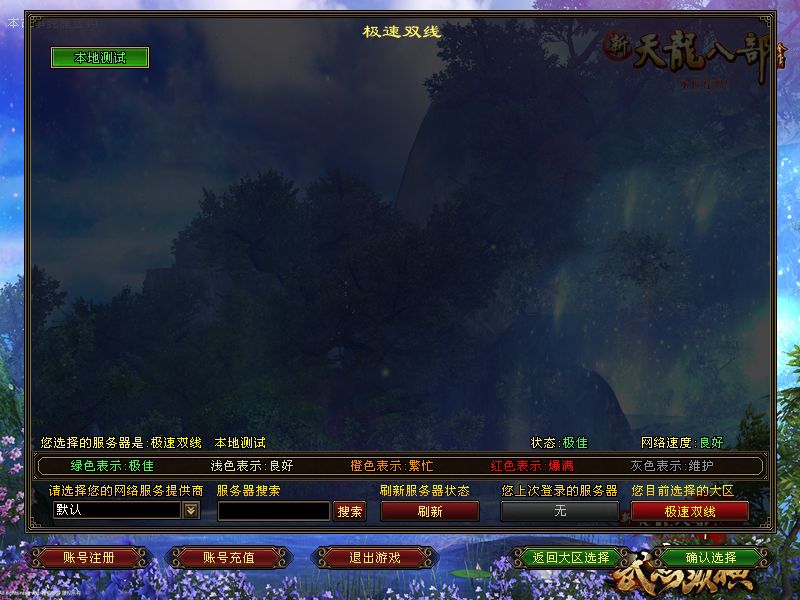 极速双线
本地测试
新天龍八部
您选择的服务器是:极速双线 本地测试 状态:极佳 网络速度:良好
绿色表示:极佳 浅色表示:良好 橙色表示:繁忙 红色表示:爆满 灰色表示:维护
请选择您的网络服务提供商 服务器搜索 刷新服务器状态 您上次登录的服务器 您目前选择的大区
默认 搜索 刷新 无 极速双线
账号注册 账号充值 退出游戏 返回大区选择 确认选择